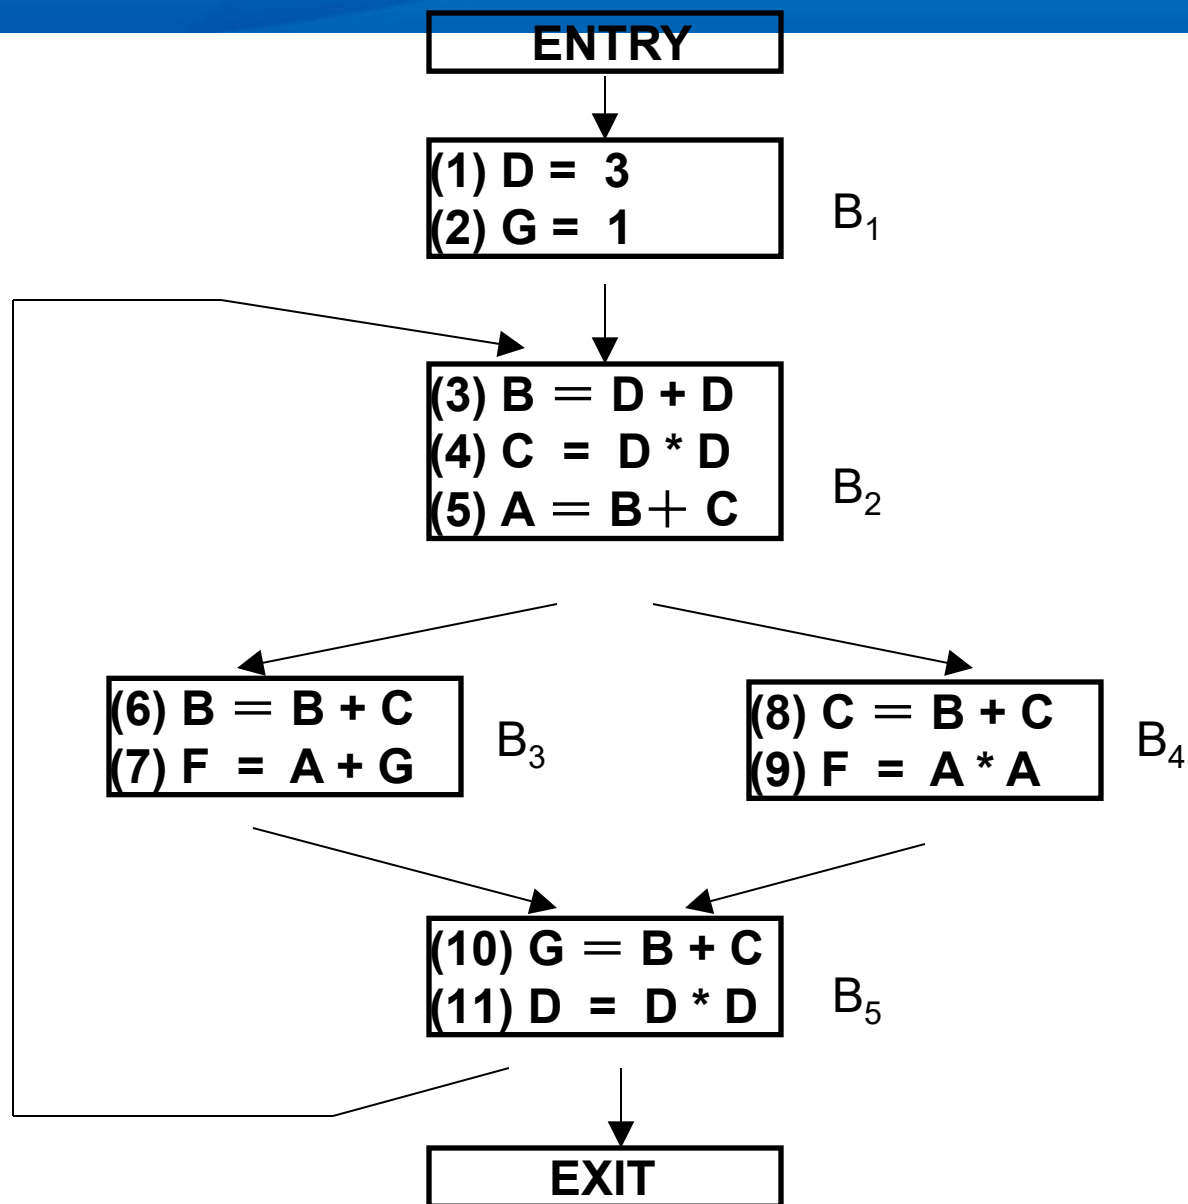 ENTRY
(1) D = 3
(2) G = 1
B₁
(3) B = D + D
(4) C = D * D
(5) A = B + C
B₂
(6) B = B + C
(7) F = A + G
B₃
(8) C = B + C
(9) F = A * A
B₄
(10) G = B + C
(11) D = D * D
B₅
EXIT